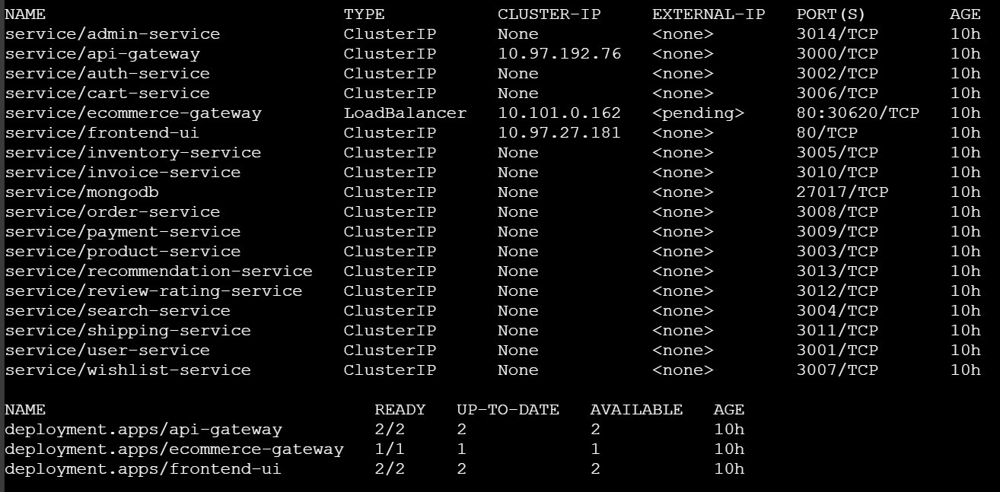 NAME TYPE CLUSTER-IP EXTERNAL-IP PORT(S) AGE
service/admin-service ClusterIP None <none> 3014/TCP 10h
service/api-gateway ClusterIP 10.97.192.76 <none> 3000/TCP 10h
service/auth-service ClusterIP None <none> 3002/TCP 10h
service/cart-service ClusterIP None <none> 3006/TCP 10h
service/ecommerce-gateway LoadBalancer 10.101.0.162 <pending> 80:30620/TCP 10h
service/frontend-ui ClusterIP 10.97.27.181 <none> 80/TCP 10h
service/inventory-service ClusterIP None <none> 3005/TCP 10h
service/invoice-service ClusterIP None <none> 3010/TCP 10h
service/mongodb ClusterIP None <none> 27017/TCP 10h
service/order-service ClusterIP None <none> 3008/TCP 10h
service/payment-service ClusterIP None <none> 3009/TCP 10h
service/product-service ClusterIP None <none> 3003/TCP 10h
service/recommendation-service ClusterIP None <none> 3013/TCP 10h
service/review-rating-service ClusterIP None <none> 3012/TCP 10h
service/search-service ClusterIP None <none> 3004/TCP 10h
service/shipping-service ClusterIP None <none> 3011/TCP 10h
service/user-service ClusterIP None <none> 3001/TCP 10h
service/wishlist-service ClusterIP None <none> 3007/TCP 10h
NAME READY UP-TO-DATE AVAILABLE AGE
deployment.apps/api-gateway 2/2 2 2 10h
deployment.apps/ecommerce-gateway 1/1 1 1 10h
deployment.apps/frontend-ui 2/2 2 2 10h